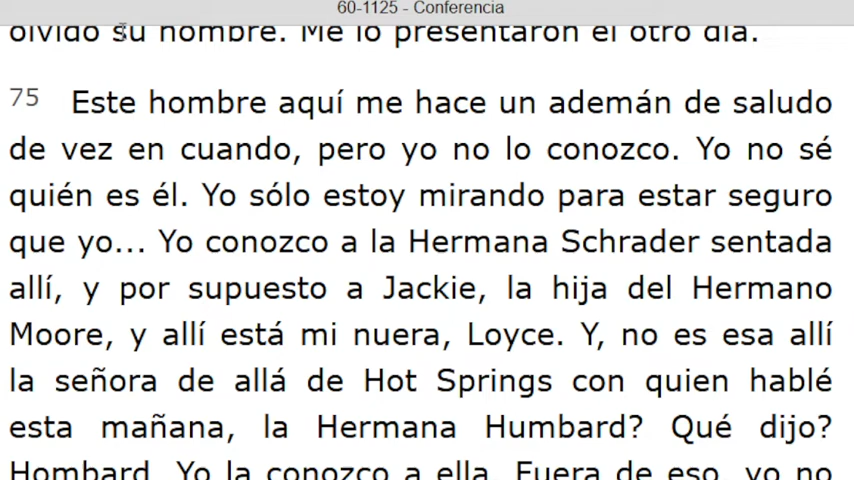 60-1125 - Conferencia
olvido su nombre. Me lo presentaron el otro día.
75 Este hombre aquí me hace un ademán de saludo
de vez en cuando, pero yo no lo conozco. Yo no sé
quién es él. Yo sólo estoy mirando para estar seguro
que yo... Yo conozco a la Hermana Schrader sentada
allí, y por supuesto a Jackie, la hija del Hermano
Moore, y allí está mi nuera, Loyce. Y, no es esa allí
la señora de allá de Hot Springs con quien hablé
esta mañana, la Hermana Humbard? Qué dijo?
Hombard. Yo la conozco a ella. Fuera de eso, yo no